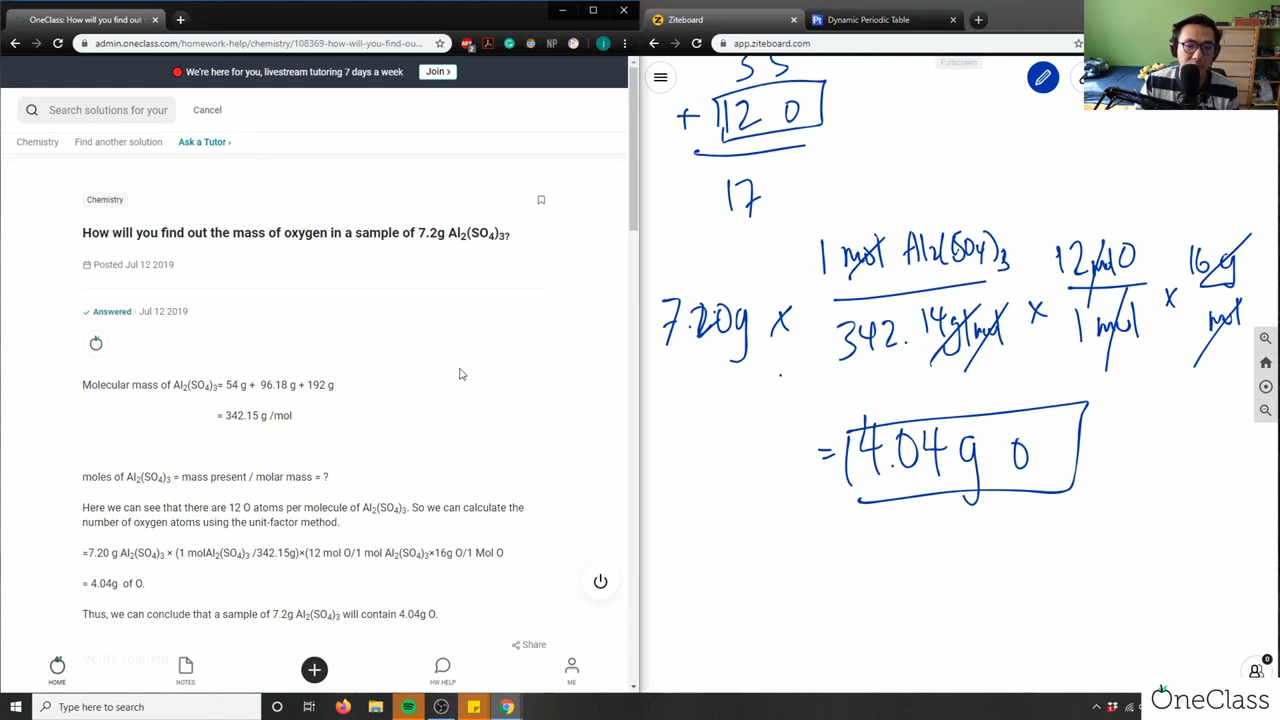 OneClass: How will you find out
Ziteboard
Dynamic Periodic Table
admin.oneclass.com/homework-help/chemistry/108369-how-will-you-find-ou...
app.ziteboard.com
We're here for you, livestream tutoring 7 days a week
Join ›
Fullscreen
Search solutions for your
Cancel
Chemistry
Find another solution
Ask a Tutor ›
Chemistry
How will you find out the mass of oxygen in a sample of 7.2g Al2(SO4)3?
Posted Jul 12 2019
Answered · Jul 12 2019
Molecular mass of Al2(SO4)3= 54 g + 96.18 g + 192 g
= 342.15 g /mol
moles of Al2(SO4)3 = mass present / molar mass = ?
Here we can see that there are 12 O atoms per molecule of Al2(SO4)3. So we can calculate the
number of oxygen atoms using the unit-factor method.
=7.20 g Al2(SO4)3 × (1 molAl2(SO4)3 /342.15g)×(12 mol O/1 mol Al2(SO4)3×16g O/1 Mol O
= 4.04g of O.
Thus, we can conclude that a sample of 7.2g Al2(SO4)3 will contain 4.04g O.
Share
Verify solution
HOME
NOTES
HW HELP
ME
+ 12 O
17
1 mol Al2(SO4)3 12 mol O 16 g
7.20g x 342.14g/mol x 1 mol x mol
= 4.04 g O
0
Type here to search
OneClass